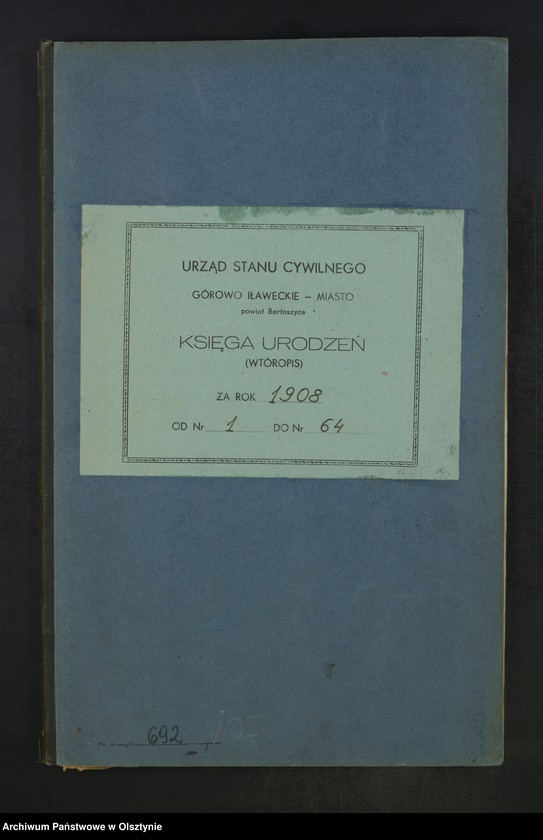 URZĄD STANU CYWILNEGO
GÓROWO IŁAWECKIE – MIASTO
powiat Bartoszyce
KSIĘGA URODZEŃ
(WTÓROPIS)
ZA ROK 1908
OD Nr 1 DO Nr 64
692
Archiwum Państwowe w Olsztynie